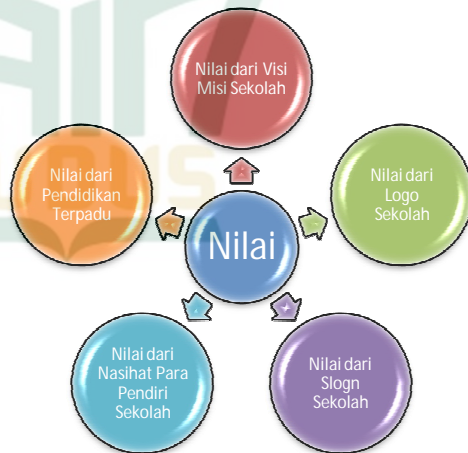 Nilai dari Visi
Misi Sekolah
Nilai dari
Pendidikan
Terpadu
Nilai dari
Logo
Sekolah
Nilai
Nilai dari
Nasihat Para
Pendiri
Sekolah
Nilai dari
Slogn
Sekolah